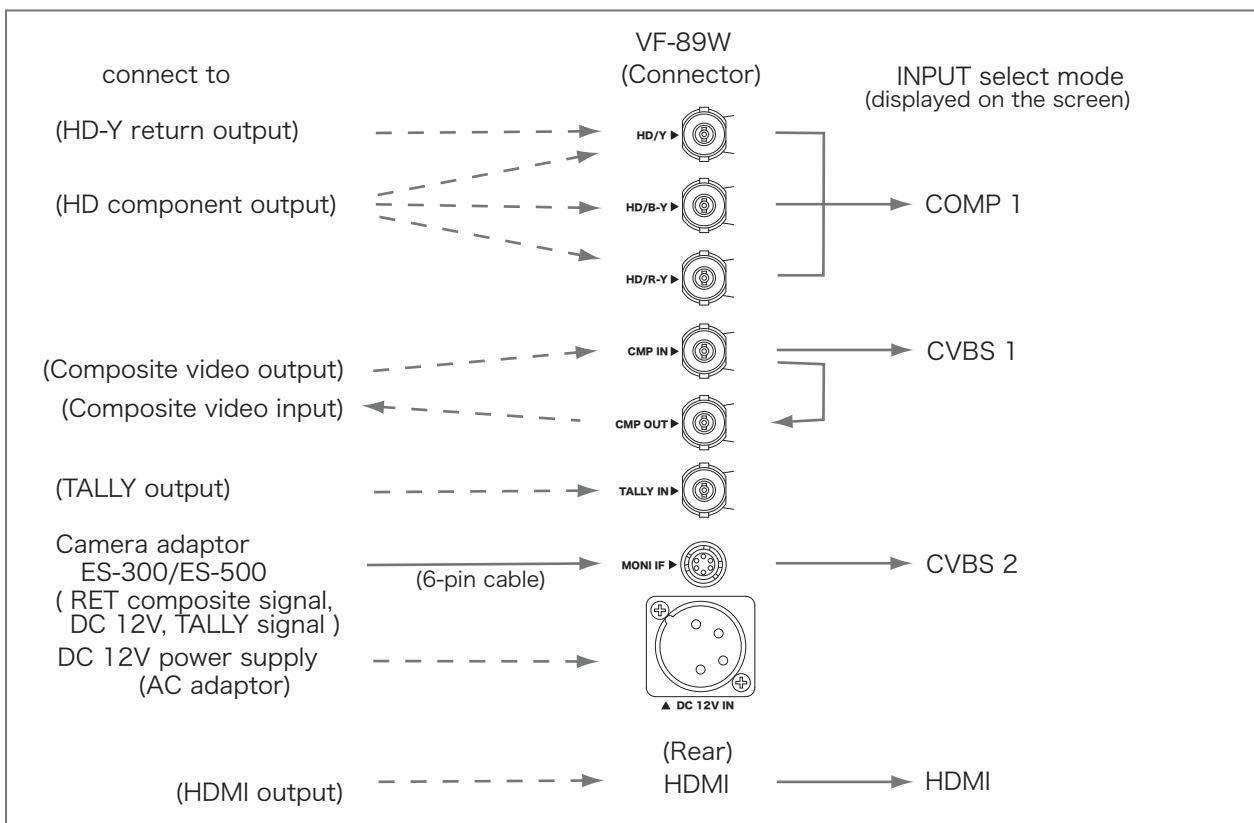 VF-89W
connect to
(Connector)
INPUT select mode
(displayed on the screen)
(HD-Y return output)
HD/Y ▶
(HD component output)
HD/B-Y ▶
COMP 1
HD/R-Y ▶
(Composite video output)
CMP IN ▶
CVBS 1
(Composite video input)
CMP OUT ▶
(TALLY output)
TALLY IN ▶
Camera adaptor
ES-300/ES-500
(6-pin cable)
MONI IF ▶
CVBS 2
( RET composite signal,
DC 12V, TALLY signal )
DC 12V power supply
(AC adaptor)
▲ DC 12V IN
(Rear)
(HDMI output)
HDMI
HDMI